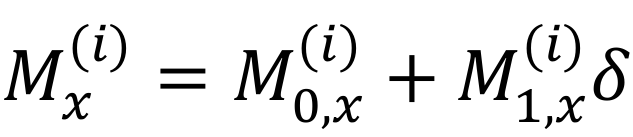 M_x^{(i)} = M_{0,x}^{(i)} + M_{1,x}^{(i)} δ